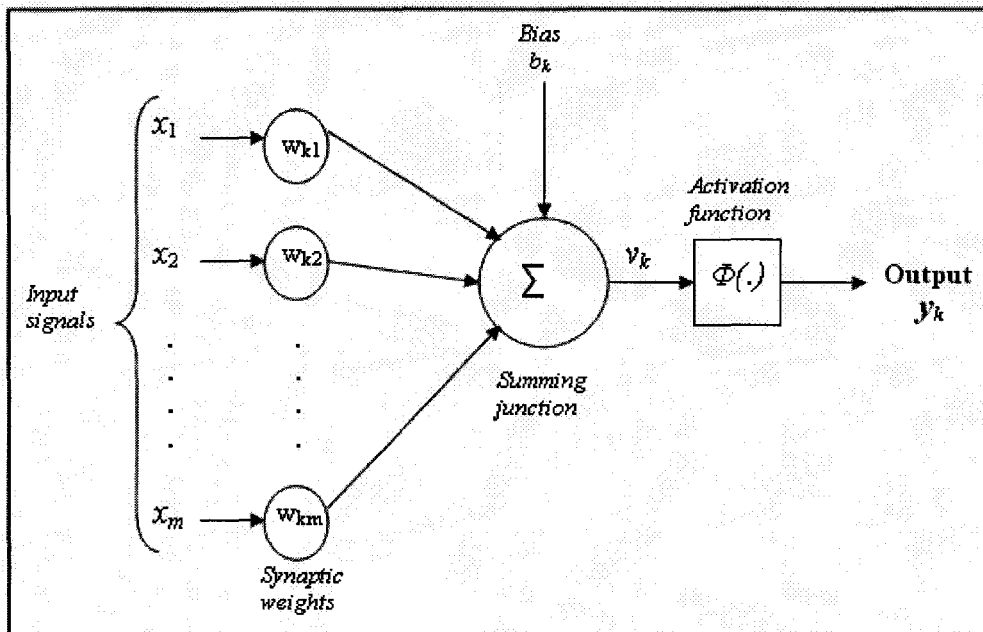 Bias
b_k
x_1
w_k1
Activation
function
x_2
w_k2
Σ
v_k
Φ(.)
Output
y_k
Input
signals
Summing
junction
x_m
w_km
Synaptic
weights